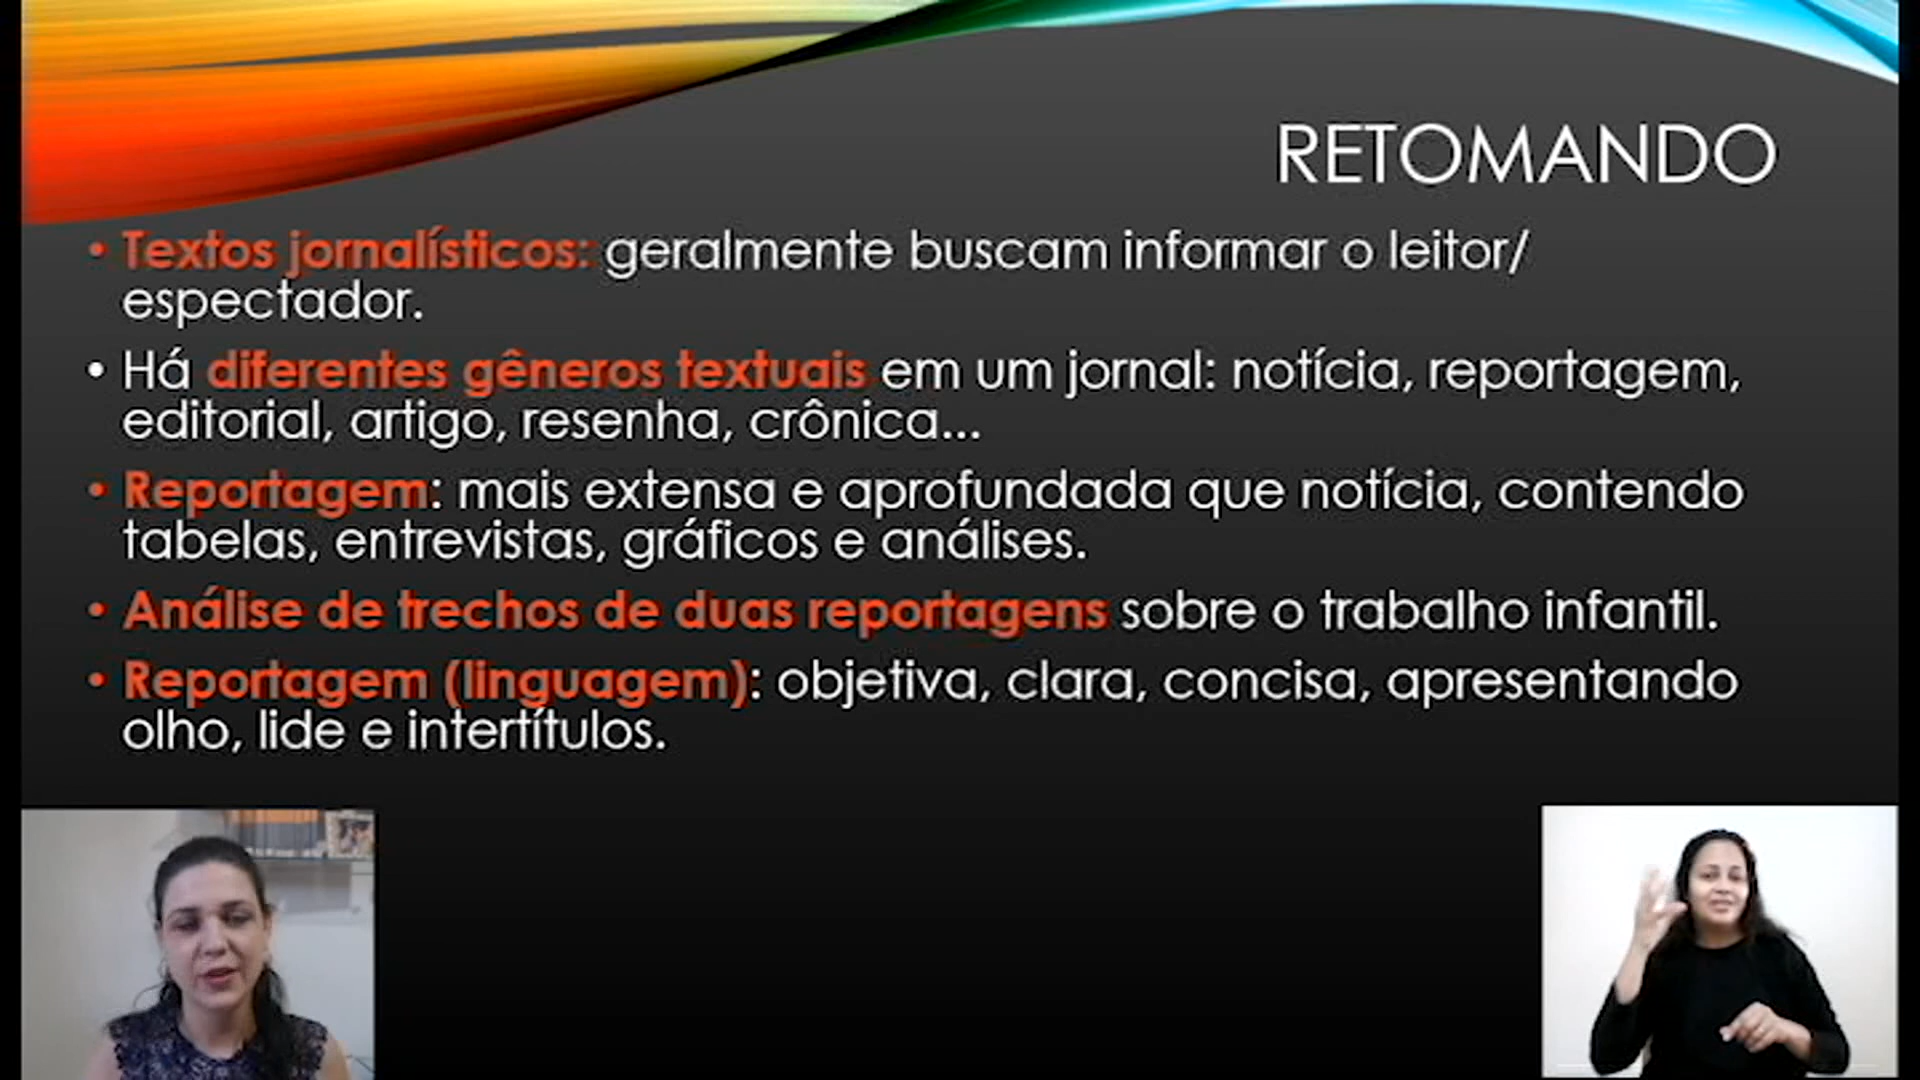 RETOMANDO
• Textos jornalísticos: geralmente buscam informar o leitor/
espectador.
• Há diferentes gêneros textuais em um jornal: notícia, reportagem,
editorial, artigo, resenha, crônica...
• Reportagem: mais extensa e aprofundada que notícia, contendo
tabelas, entrevistas, gráficos e análises.
• Análise de trechos de duas reportagens sobre o trabalho infantil.
• Reportagem (linguagem): objetiva, clara, concisa, apresentando
olho, lide e intertítulos.